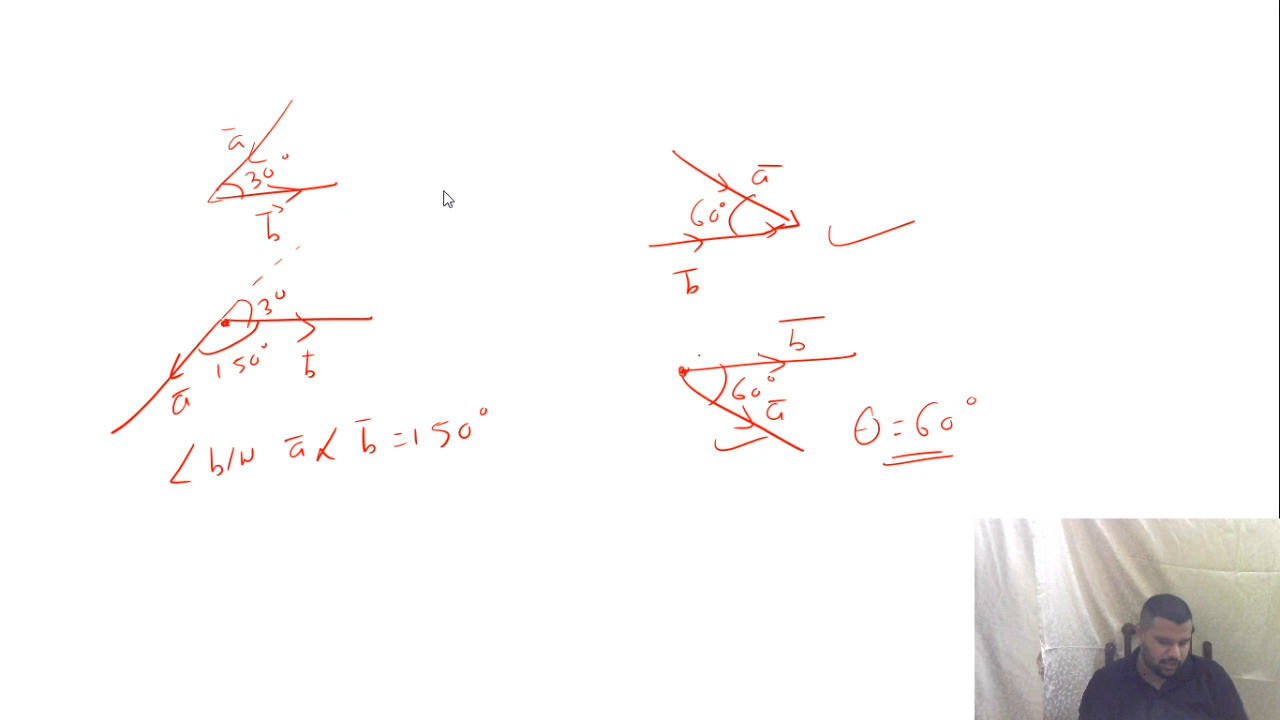 a̅
30°
b⃗
30
150°
b̅
a̅
∠ b/w a̅ & b̅ = 150°
a̅
60°
b̅
b̅
60°
a̅
θ = 60°